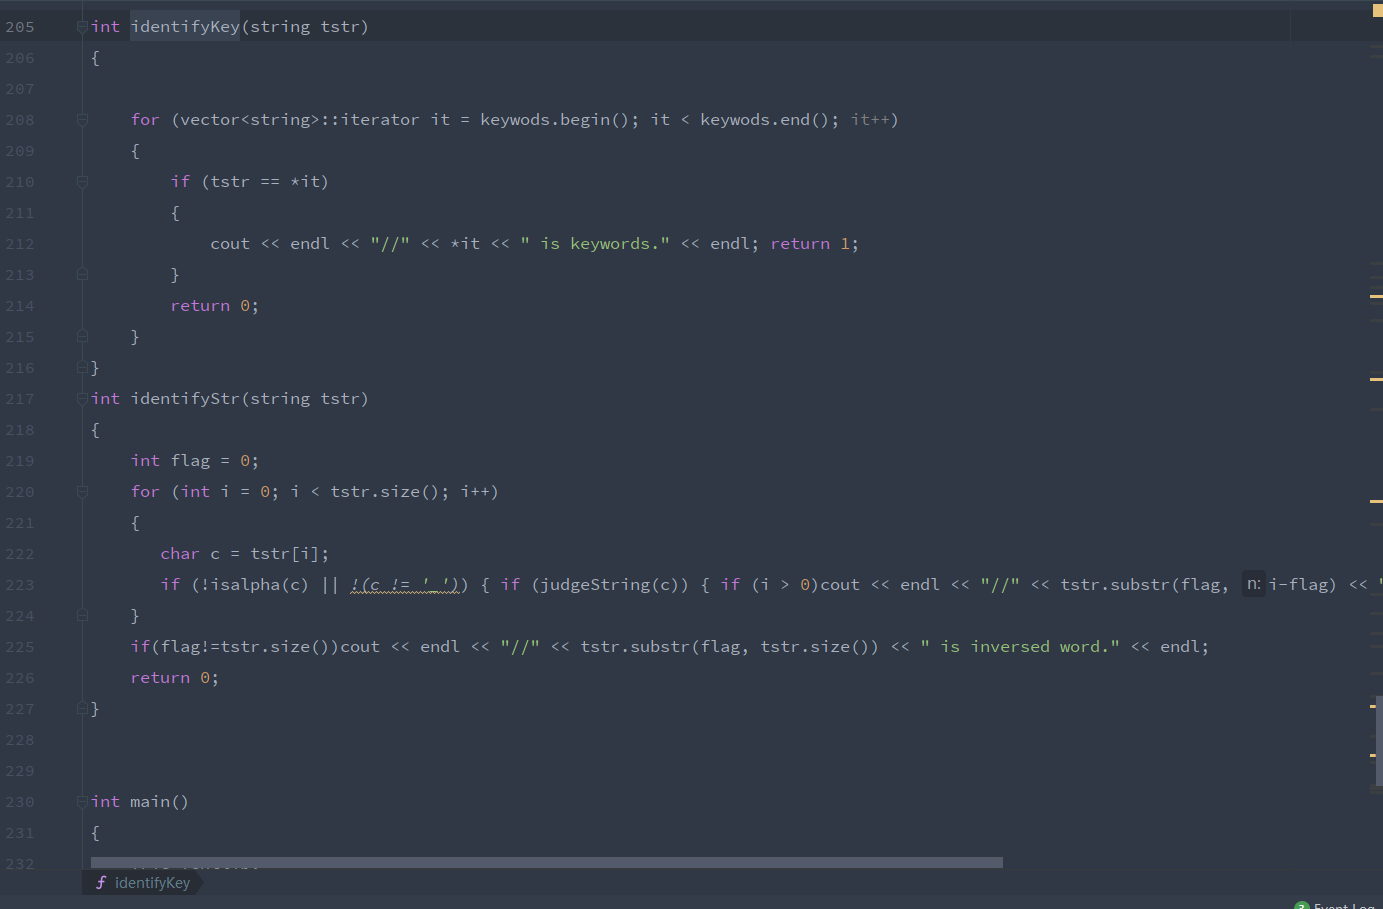 205 int identifyKey(string tstr)
206 {
207
208 for (vector<string>::iterator it = keywods.begin(); it < keywods.end(); it++)
209 {
210 if (tstr == *it)
211 {
212 cout << endl << "//" << *it << " is keywords." << endl; return 1;
213 }
214 return 0;
215 }
216 }
217 int identifyStr(string tstr)
218 {
219 int flag = 0;
220 for (int i = 0; i < tstr.size(); i++)
221 {
222 char c = tstr[i];
223 if (!isalpha(c) || !(c != '_')) { if (judgeString(c)) { if (i > 0)cout << endl << "//" << tstr.substr(flag, n: i-flag) << "
224 }
225 if(flag!=tstr.size())cout << endl << "//" << tstr.substr(flag, tstr.size()) << " is inversed word." << endl;
226 return 0;
227 }
228
229
230 int main()
231 {
232
identifyKey
Event Log